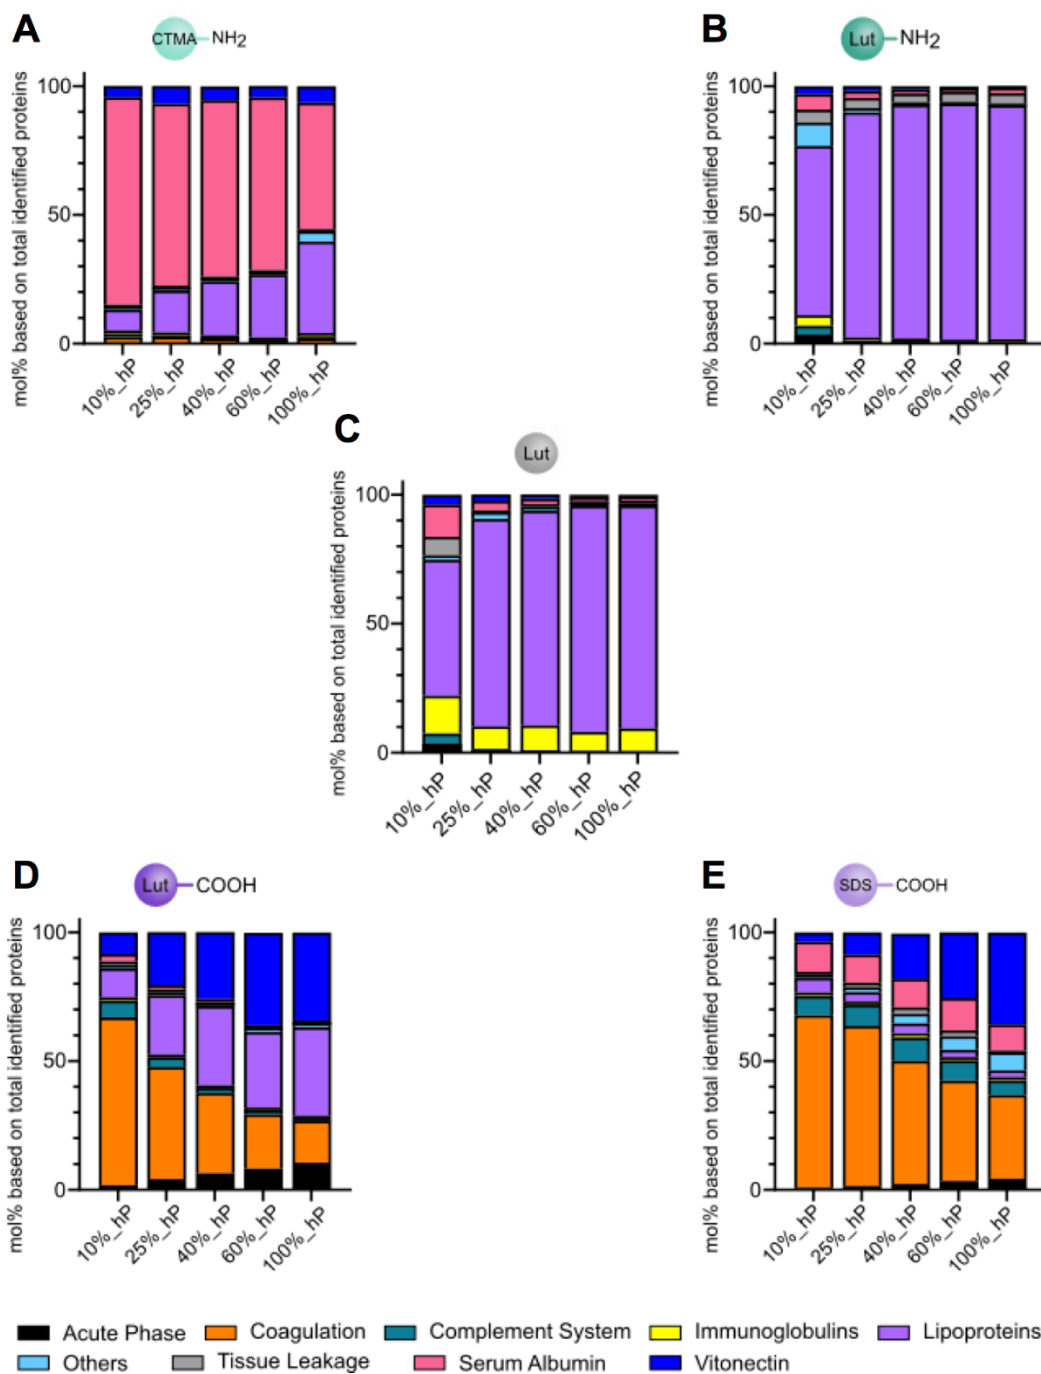 A
CTMA
NH2
mol% based on total identified proteins
100
50
0
10%_hP
25%_hP
40%_hP
60%_hP
100%_hP
B
Lut
NH2
mol% based on total identified proteins
100
50
0
10%_hP
25%_hP
40%_hP
60%_hP
100%_hP
C
Lut
mol% based on total identified proteins
100
50
0
10%_hP
25%_hP
40%_hP
60%_hP
100%_hP
D
Lut
COOH
mol% based on total identified proteins
100
50
0
10%_hP
25%_hP
40%_hP
60%_hP
100%_hP
E
SDS
COOH
mol% based on total identified proteins
100
50
0
10%_hP
25%_hP
40%_hP
60%_hP
100%_hP
Acute Phase Coagulation Complement System Immunoglobulins Lipoproteins
Others Tissue Leakage Serum Albumin Vitonectin